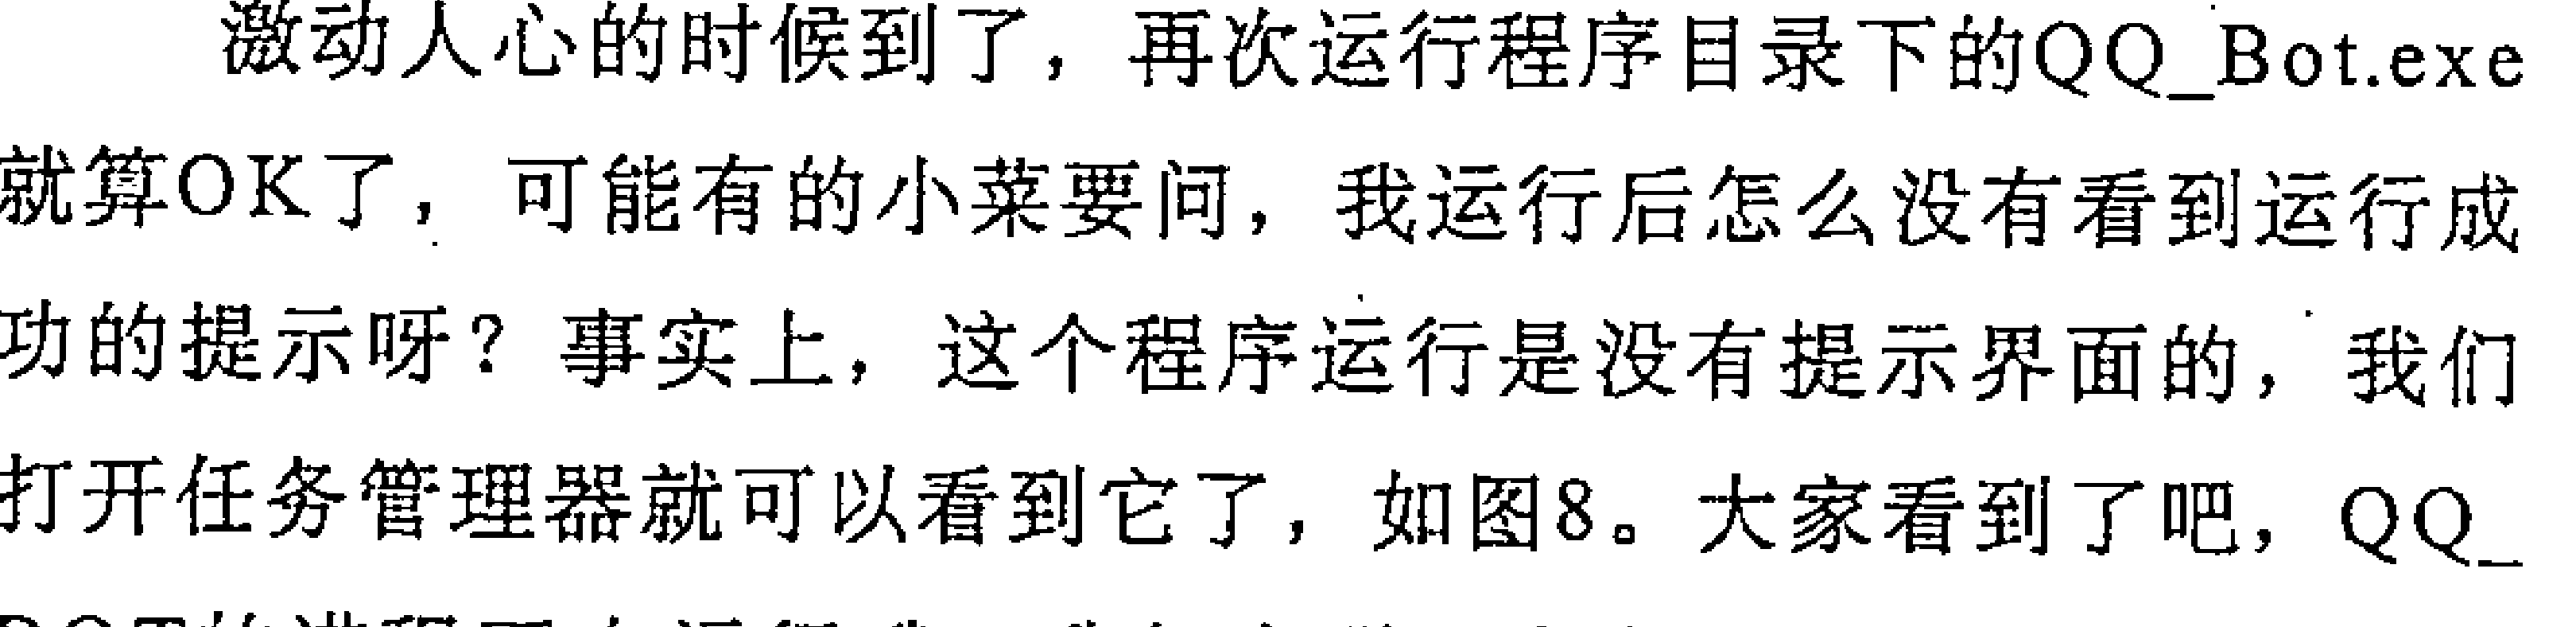 激动人心的时候到了，再次运行程序目录下的QQ_Bot.exe
就算OK了，可能有的小菜要问，我运行后怎么没有看到运行成
功的提示呀？事实上，这个程序运行是没有提示界面的，我们
打开任务管理器就可以看到它了，如图8。大家看到了吧，QQ_